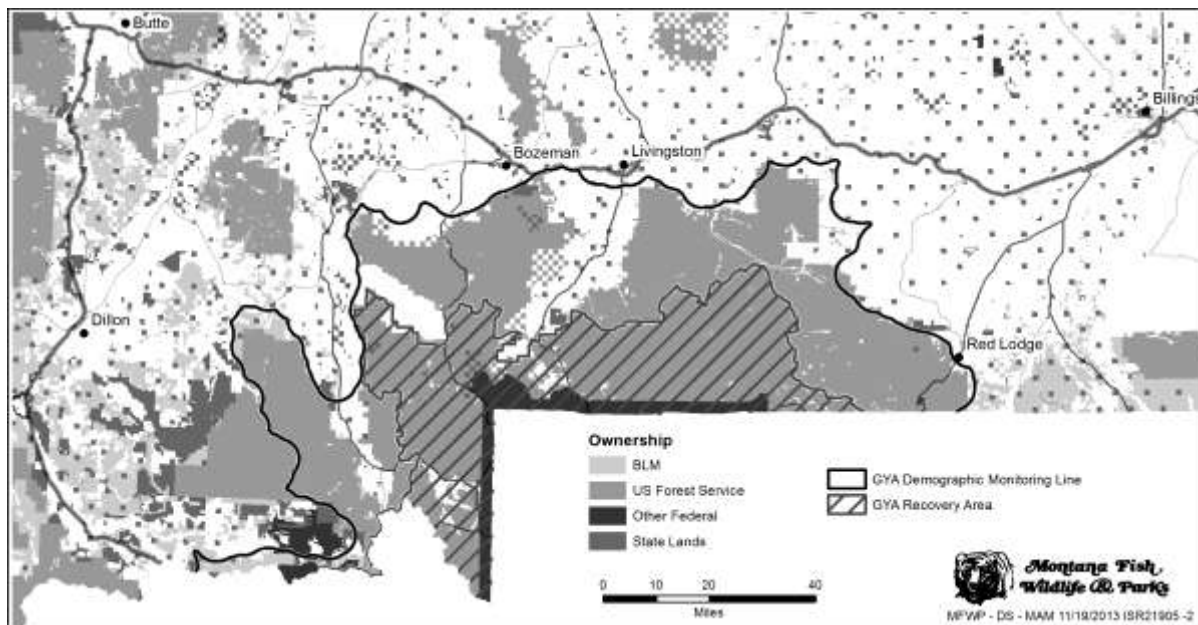 Butte
Billings
Bozeman
Livingston
Dillon
Red Lodge
Ownership
BLM
US Forest Service
Other Federal
State Lands
GYA Demographic Monitoring Line
GYA Recovery Area
0 10 20 40
Miles
Montana Fish,
Wildlife & Parks
MFWP - DS - MAM 11/19/2013 ISR21905 -2